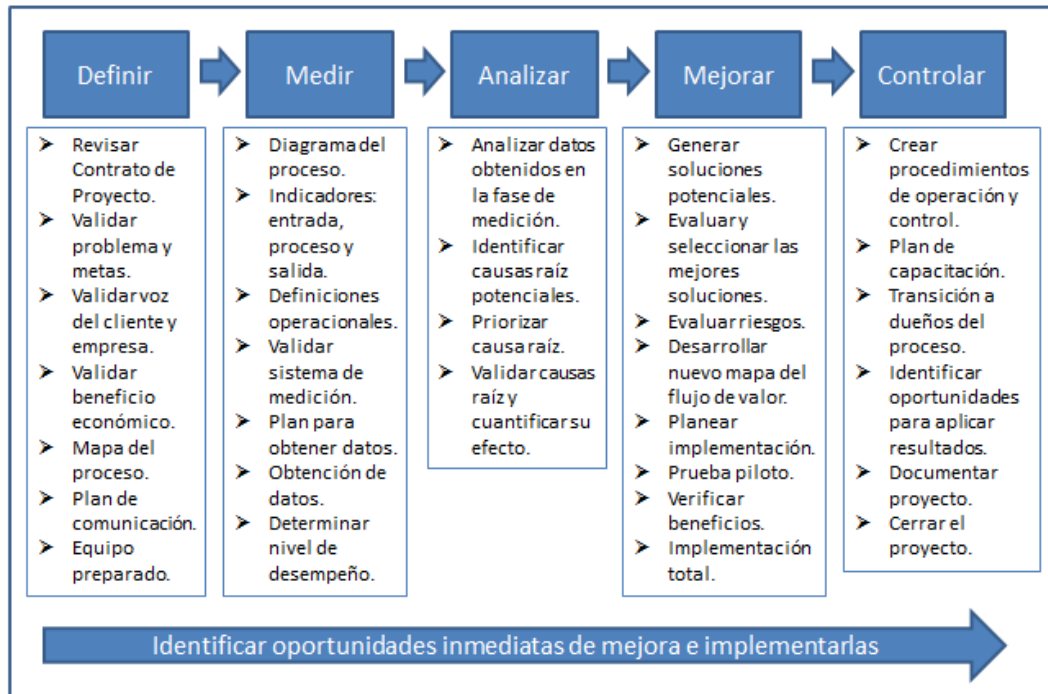 Definir
Medir
Analizar
Mejorar
Controlar
➢ Revisar
Contrato de
Proyecto.
➢ Validar
problema y
metas.
➢ Validar voz
del cliente y
empresa.
➢ Validar
beneficio
económico.
➢ Mapa del
proceso.
➢ Plan de
comunicación.
➢ Equipo
preparado.
➢ Diagrama del
proceso.
➢ Indicadores:
entrada,
proceso y
salida.
➢ Definiciones
operacionales.
➢ Validar
sistema de
medición.
➢ Plan para
obtener datos.
➢ Obtención de
datos.
➢ Determinar
nivel de
desempeño.
➢ Analizar datos
obtenidos en
la fase de
medición.
➢ Identificar
causas raíz
potenciales.
➢ Priorizar
causa raíz.
➢ Validar causas
raíz y
cuantificar su
efecto.
➢ Generar
soluciones
potenciales.
➢ Evaluar y
seleccionar las
mejores
soluciones.
➢ Evaluar riesgos.
➢ Desarrollar
nuevo mapa del
flujo de valor.
➢ Planear
implementación.
➢ Prueba piloto.
➢ Verificar
beneficios.
➢ Implementación
total.
➢ Crear
procedimientos
de operación y
control.
➢ Plan de
capacitación.
➢ Transición a
dueños del
proceso.
➢ Identificar
oportunidades
para aplicar
resultados.
➢ Documentar
proyecto.
➢ Cerrar el
proyecto.
Identificar oportunidades inmediatas de mejora e implementarlas